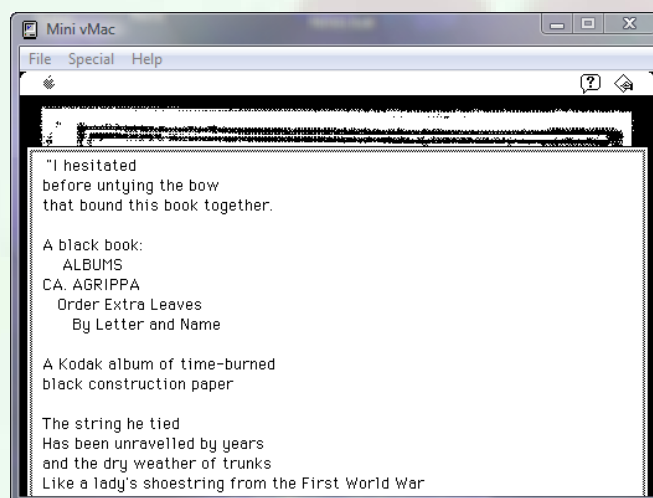 Mini vMac
File Special Help
"I hesitated
before untying the bow
that bound this book together.
A black book:
ALBUMS
CA. AGRIPPA
Order Extra Leaves
By Letter and Name
A Kodak album of time-burned
black construction paper
The string he tied
Has been unravelled by years
and the dry weather of trunks
Like a lady's shoestring from the First World War